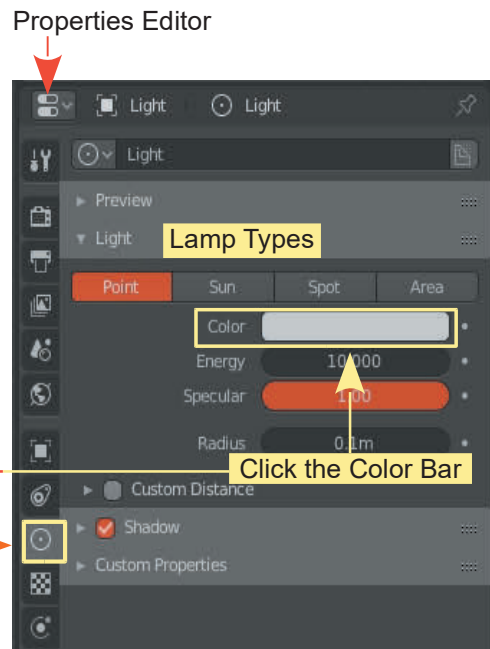 Properties Editor
Light Light
Light
Preview
Light Lamp Types
Point Sun Spot Area
Color
Energy 10.000
Specular 1.00
Radius 0.1m
Click the Color Bar
Custom Distance
Shadow
Custom Properties